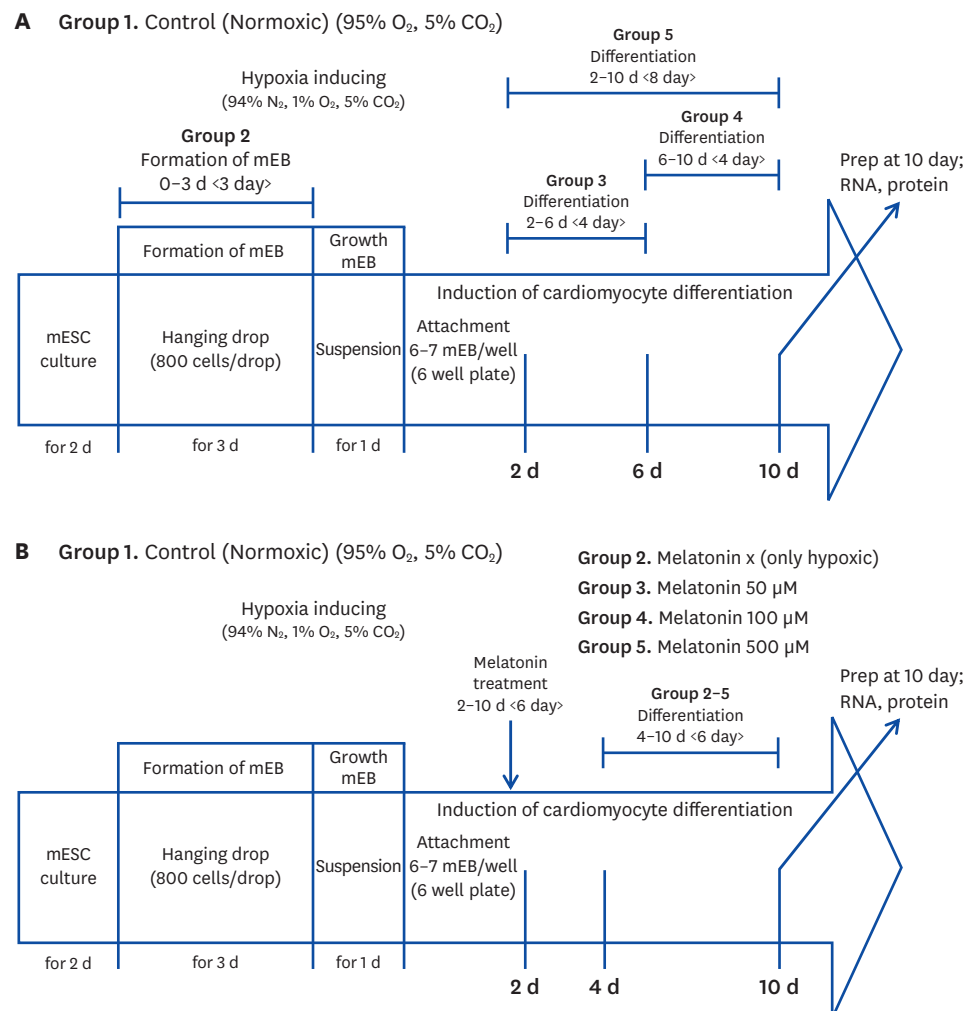 A Group 1. Control (Normoxic) (95% O₂, 5% CO₂)
Group 5
Differentiation
2–10 d <8 day>
Hypoxia inducing
(94% N₂, 1% O₂, 5% CO₂)
Group 4
Differentiation
6–10 d <4 day>
Group 2
Formation of mEB
0–3 d <3 day>
Group 3
Differentiation
2–6 d <4 day>
Prep at 10 day;
RNA, protein
Formation of mEB
Growth
mEB
Induction of cardiomyocyte differentiation
mESC
culture
Hanging drop
(800 cells/drop)
Suspension
Attachment
6–7 mEB/well
(6 well plate)
for 2 d
for 3 d
for 1 d
2 d
6 d
10 d
B Group 1. Control (Normoxic) (95% O₂, 5% CO₂)
Group 2. Melatonin x (only hypoxic)
Group 3. Melatonin 50 µM
Group 4. Melatonin 100 µM
Group 5. Melatonin 500 µM
Hypoxia inducing
(94% N₂, 1% O₂, 5% CO₂)
Melatonin
treatment
2–10 d <6 day>
Group 2–5
Differentiation
4–10 d <6 day>
Prep at 10 day;
RNA, protein
Formation of mEB
Growth
mEB
Induction of cardiomyocyte differentiation
mESC
culture
Hanging drop
(800 cells/drop)
Suspension
Attachment
6–7 mEB/well
(6 well plate)
for 2 d
for 3 d
for 1 d
2 d
4 d
10 d